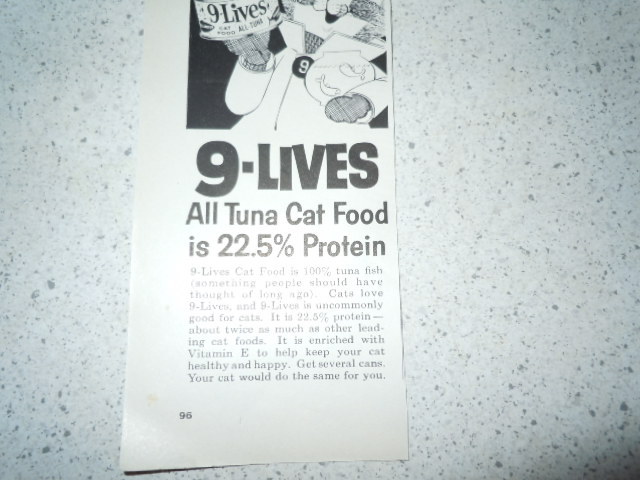 9-Lives
CAT
FOOD ALL TUNA
9
9-LIVES
All Tuna Cat Food
is 22.5% Protein
9-Lives Cat Food is 100% tuna fish
(something people should have
thought of long ago). Cats love
9-Lives, and 9-Lives is uncommonly
good for cats. It is 22.5% protein—
about twice as much as other lead-
ing cat foods. It is enriched with
Vitamin E to help keep your cat
healthy and happy. Get several cans.
Your cat would do the same for you.
96